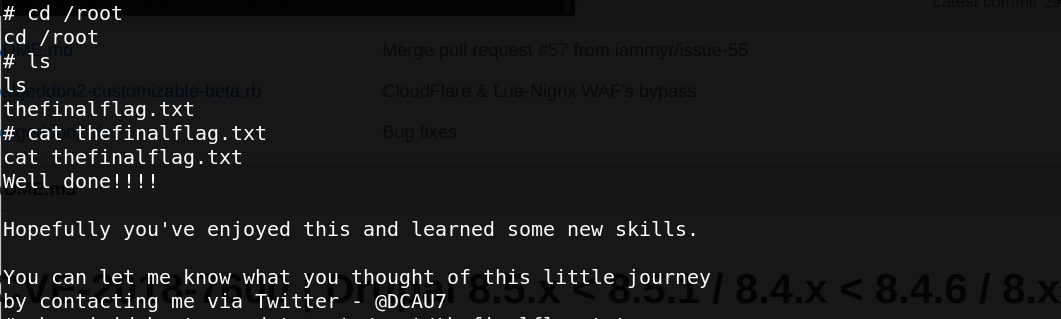 # cd /root
cd /root
# ls
ls
thefinalflag.txt
# cat thefinalflag.txt
cat thefinalflag.txt
Well done!!!!
Hopefully you've enjoyed this and learned some new skills.
You can let me know what you thought of this little journey
by contacting me via Twitter - @DCAU7
Latest commit
Merge pull request #57 from iammyr/issue-55
CloudFlare & Lua-Nignx WAF's bypass
Bug fixes
8.5.x < 8.5.1 / 8.4.x < 8.4.6 / 8.x